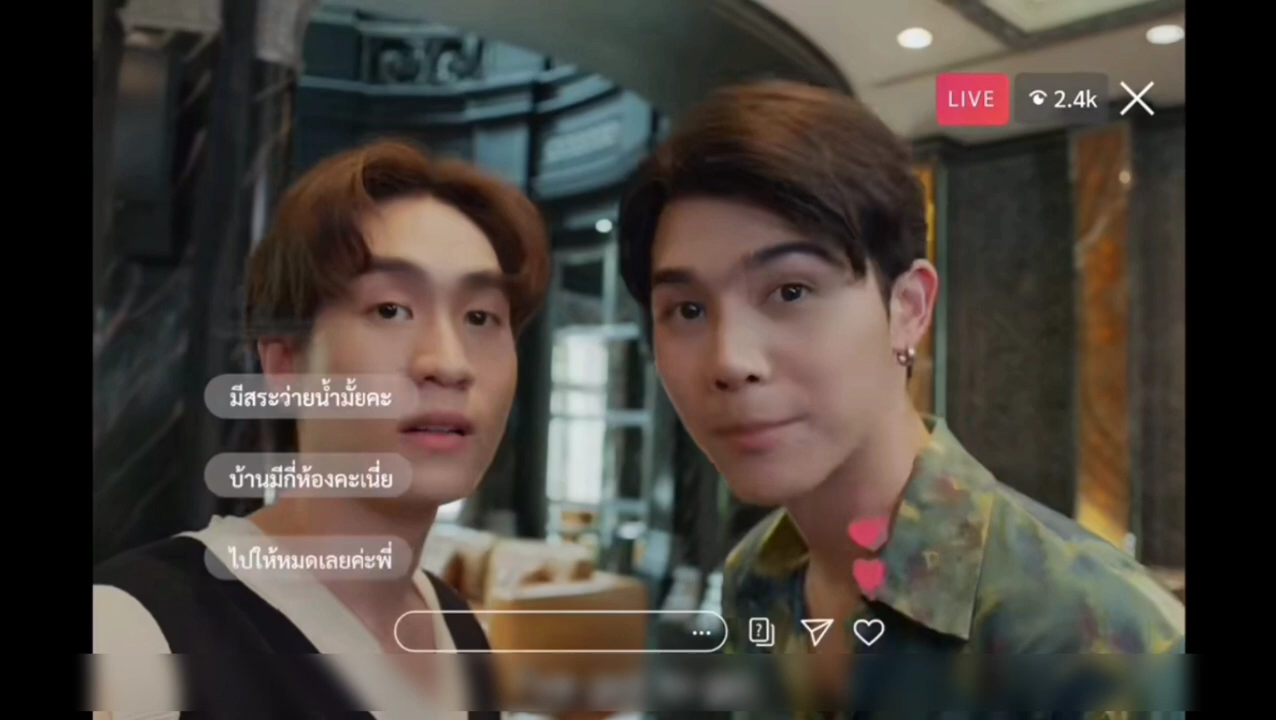 LIVE 2.4k
มีสระว่ายน้ำมั้ยคะ
บ้านมีกี่ห้องคะเนี่ย
ไปให้หมดเลยค่ะพี่